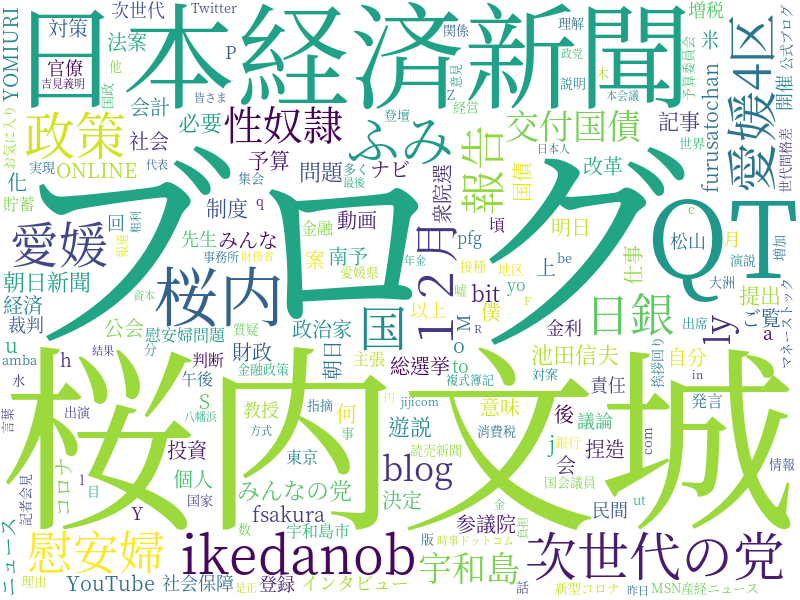 日本経済新聞
ブログ
桜内文城
QT
ikedanob
次世代の党
愛媛4区
桜内
愛媛
慰安婦
性奴隷
ふみ
報告
交付国債
12月
国
日銀
政策
blog
宇和島
ly
次世代
Twitter
対策
法案
P
関係
理解
増税
米
予算委員会
公式ブログ
開催
YOMIURI
官僚
吉見義明
他
国政
皆さま
Z
意見
政党
説明
木
本会議
お気に入り
会計
社会
必要
登壇
経営
記事
furusatochan
世代間格差
ONLINE
予算
問題
多く
最後
ナビ
衆院選
国債
改革
日本人
世界
実現
代表
集会
化
貯蓄
回
報道
粗利
制度
q
動画
頃
明日
c
先生
みんな
金融
案
南予
pfg
月
松山
増加
演説
事務所
財務省
愛媛県
年金
接種
地区
上
be
仕事
朝日新聞
経済
裁判
資本
bit
yo
嘘
F
僕
大洲
提出
ご覧
マネーストック
公会
慰安婦問題
質疑
政治家
以上
M
R
金利
出席
u
amba
h
結果
分
判断
財政
朝日
主張
総選挙
o
to
池田信夫
自分
挨拶回り
a
水
午後
金融政策
複式簿記
対案
責任
in
言葉
出演
S
八幡浜
教授
指摘
何
円
jijicom
意味
後
議論
発言
投資
方式
事
遊説
消費税
j
銀行
捏造
com
コロナ
個人
東京
読売新聞
会
国会議員
情報
記者会見
l
目
みんなの党
決定
金
ut
Y
国家
fsakura
数
宇和島市
版
参議院
負担
民間
ニュース
時事ドットコム
理由
YouTube
社会保障
是正
登録
インタビュー
話
新型コロナ
昨日
MSN産経ニュース